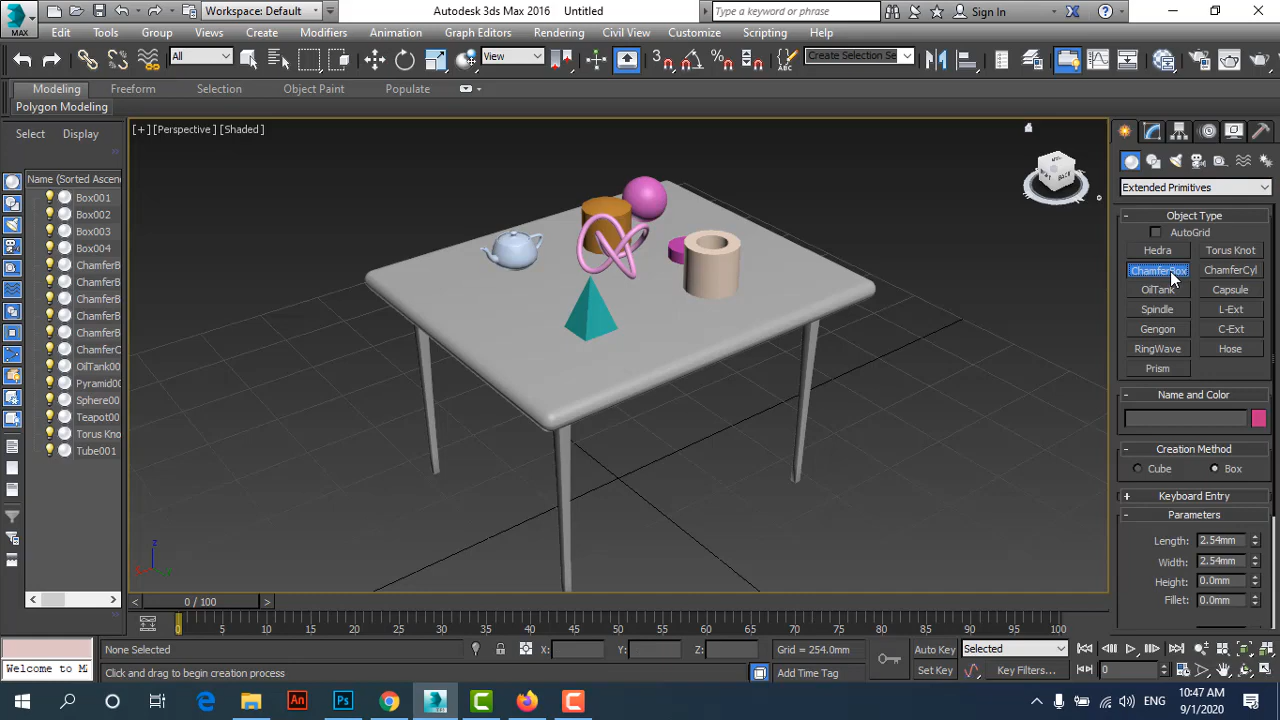 Workspace: Default
Autodesk 3ds Max 2016
Untitled
Type a keyword or phrase
Sign In
MAX
Edit
Tools
Group
Views
Create
Modifiers
Animation
Graph Editors
Rendering
Civil View
Customize
Scripting
Help
All
View
Create Selection Se
Modeling
Freeform
Selection
Object Paint
Populate
Polygon Modeling
Select
Display
[+] [Perspective] [Shaded]
Name (Sorted Ascen
Box001
Box002
Box003
Box004
ChamferB
ChamferB
ChamferB
ChamferB
ChamferB
ChamferC
OilTank00
Pyramid00
Sphere00
Teapot00
Torus Kno
Tube001
BACK
Extended Primitives
Object Type
AutoGrid
Hedra
Torus Knot
ChamferBox
ChamferCyl
OilTank
Capsule
Spindle
L-Ext
Gengon
C-Ext
RingWave
Hose
Prism
Name and Color
Creation Method
Cube
Box
Keyboard Entry
Parameters
Length: 2.54mm
Width: 2.54mm
Height: 0.0mm
Fillet: 0.0mm
z
0 / 100
0 5 10 15 20 25 30 35 40 45 50 55 60 65 70 75 80 85 90 95 100
None Selected
X:
Y:
Z:
Grid = 254.0mm
Auto Key
Selected
Welcome to M
Click and drag to begin creation process
Add Time Tag
Set Key
Key Filters...
0
An
Ps
ENG
10:47 AM
9/1/2020